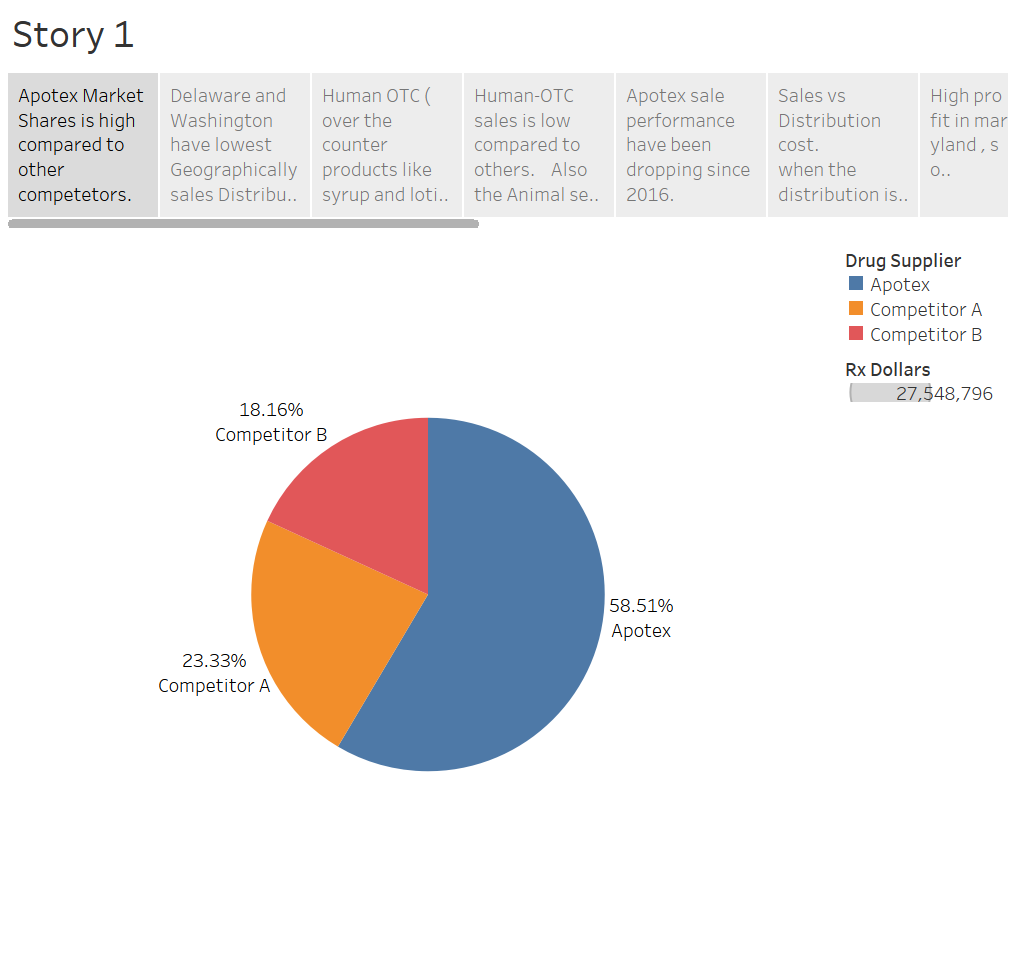 Story 1
Apotex Market
Shares is high
compared to
other
competetors.
Delaware and
Washington
have lowest
Geographically
sales Distribu..
Human OTC (
over the
counter
products like
syrup and loti..
Human-OTC
sales is low
compared to
others.   Also
the Animal se..
Apotex sale
performance
have been
dropping since
2016.
Sales vs
Distribution
cost.
when the
distribution is..
High pro
fit in mar
yland , s
o..
Drug Supplier
Apotex
Competitor A
Competitor B
Rx Dollars
27,548,796
18.16%
Competitor B
58.51%
Apotex
23.33%
Competitor A